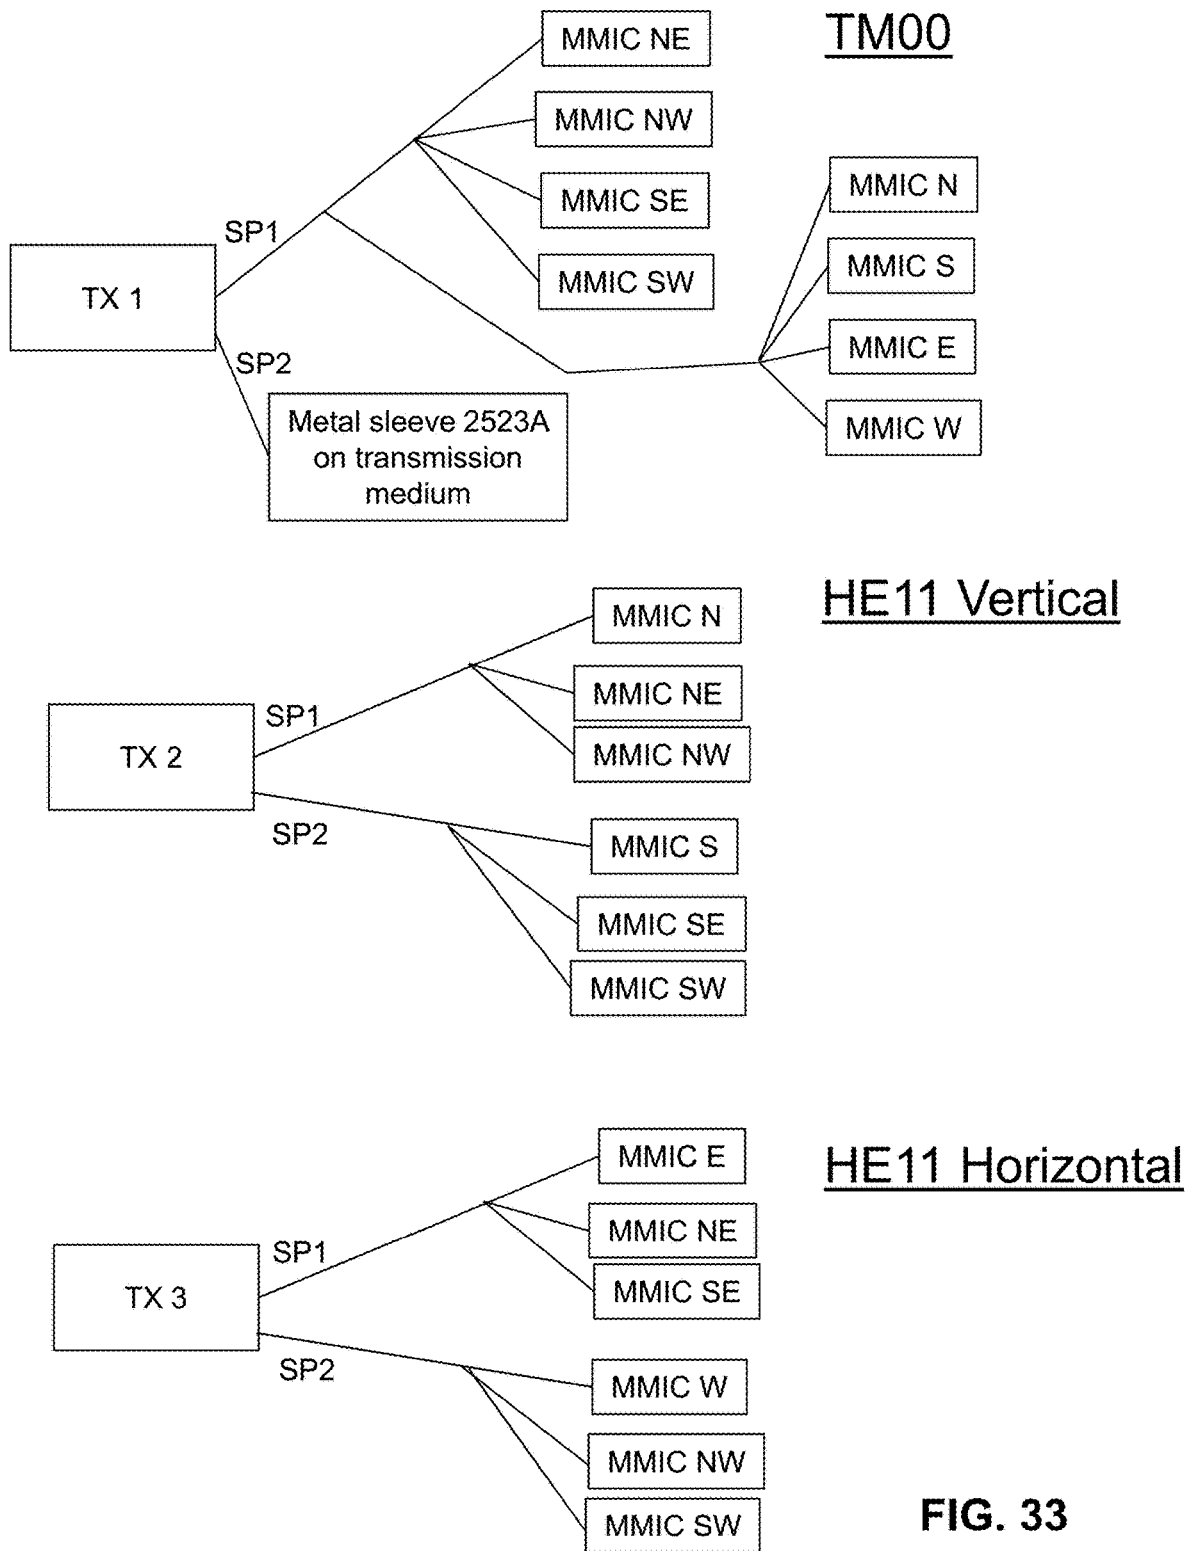 TM00
MMIC NE
MMIC NW
MMIC SE
MMIC SW
MMIC N
MMIC S
MMIC E
MMIC W
SP1
TX 1
SP2
Metal sleeve 2523A
on transmission
medium
HE11 Vertical
MMIC N
MMIC NE
MMIC NW
SP1
TX 2
SP2
MMIC S
MMIC SE
MMIC SW
HE11 Horizontal
MMIC E
MMIC NE
MMIC SE
SP1
TX 3
SP2
MMIC W
MMIC NW
MMIC SW
FIG. 33